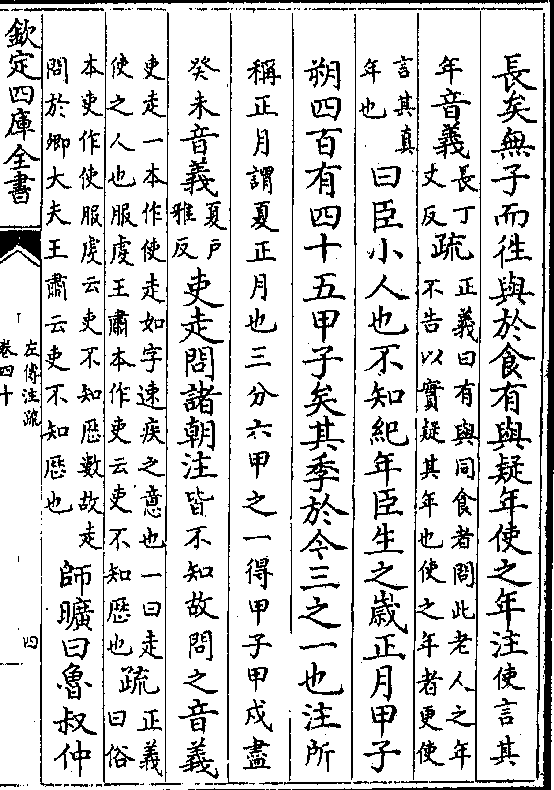 長矣無子而徃與於食有與疑年使之年注使言其
年音義長丁
丈反疏正義曰有與同食者問此老人之年
不告以實疑其年也使之年者更使
言其真
年也曰臣小人也不知紀年臣生之嵗正月甲子
朔四百有四十五甲子矣其季於今三之一也注所
稱正月謂夏正月也三分六甲之一得甲子甲戌盡
癸未音義夏户
雅反吏走問諸朝注皆不知故問之音義
吏走一本作使走如字速疾之意也一曰走
使之人也服虔王肅本作吏云吏不知厯也疏正義
曰俗
本吏作使服虔云吏不知厯數故走
問於卿大夫王肅云吏不知厯也師曠曰魯叔仲
欽定四庫全書
左傳注疏
卷四十
四